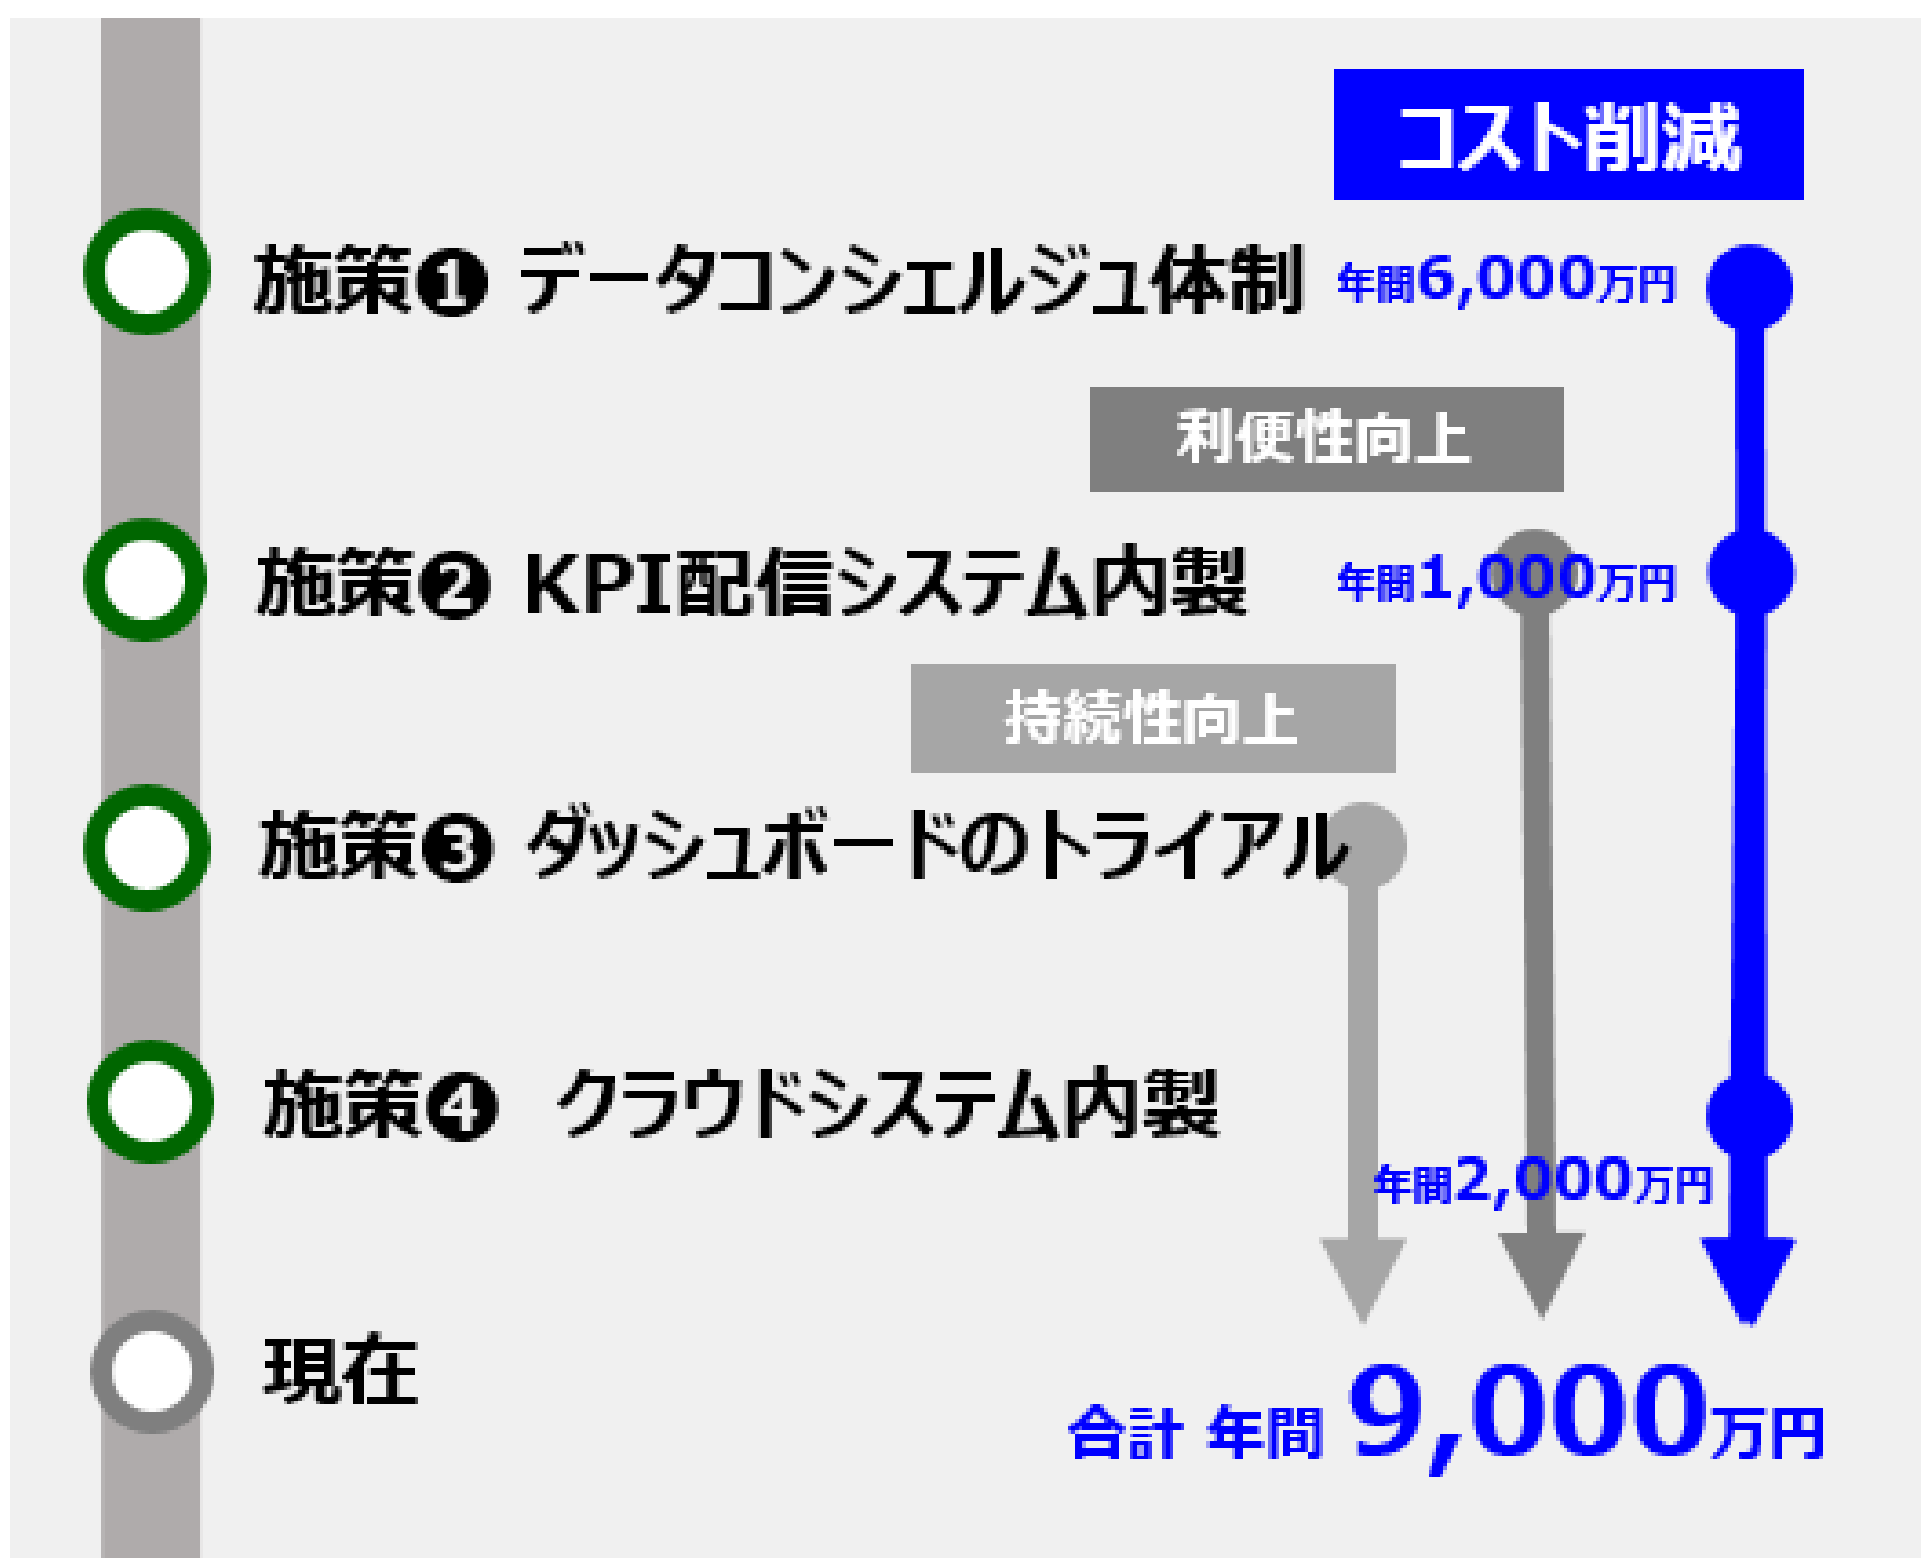 コスト削減
施策❶ データコンシェルジュ体制 年間6,000万円
利便性向上
施策❷ KPI配信システム内製 年間1,000万円
持続性向上
施策❸ ダッシュボードのトライアル
施策❹ クラウドシステム内製
年間2,000万円
現在
合計 年間 9,000万円